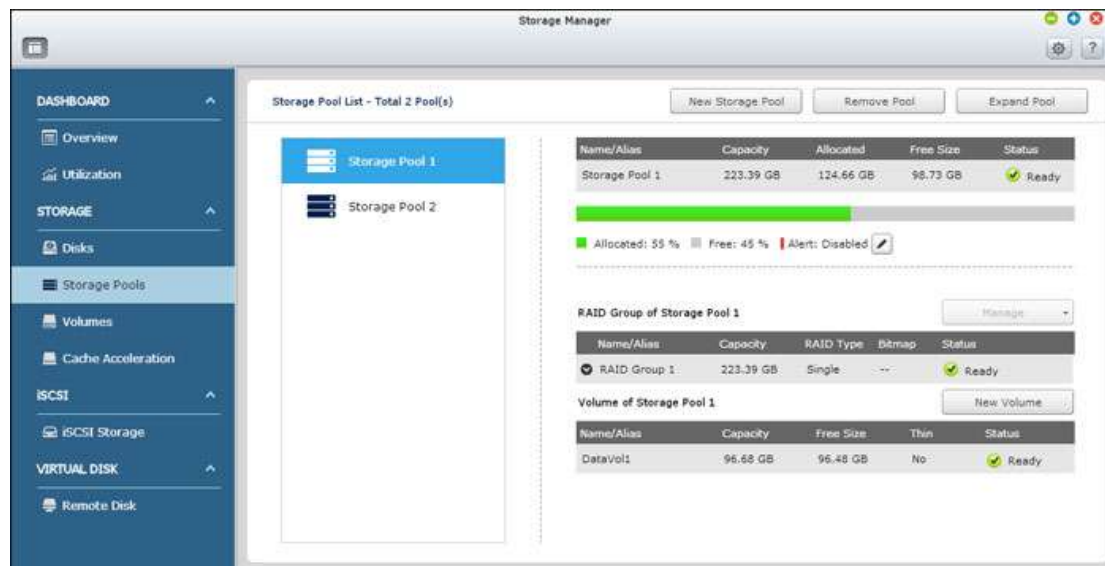 Storage Manager
?
DASHBOARD
Overview
Utilization
STORAGE
Disks
Storage Pools
Volumes
Cache Acceleration
iSCSI
iSCSI Storage
VIRTUAL DISK
Remote Disk
Storage Pool List - Total 2 Pool(s)
New Storage Pool Remove Pool Expand Pool
Storage Pool 1
Storage Pool 2
Name/Alias Capacity Allocated Free Size Status
Storage Pool 1 223.39 GB 124.66 GB 98.73 GB Ready
Allocated: 55 % Free: 45 % Alert: Disabled
RAID Group of Storage Pool 1 Manage
Name/Alias Capacity RAID Type Bitmap Status
RAID Group 1 223.39 GB Single -- Ready
Volume of Storage Pool 1 New Volume
Name/Alias Capacity Free Size Thin Status
DataVol1 96.68 GB 96.48 GB No Ready